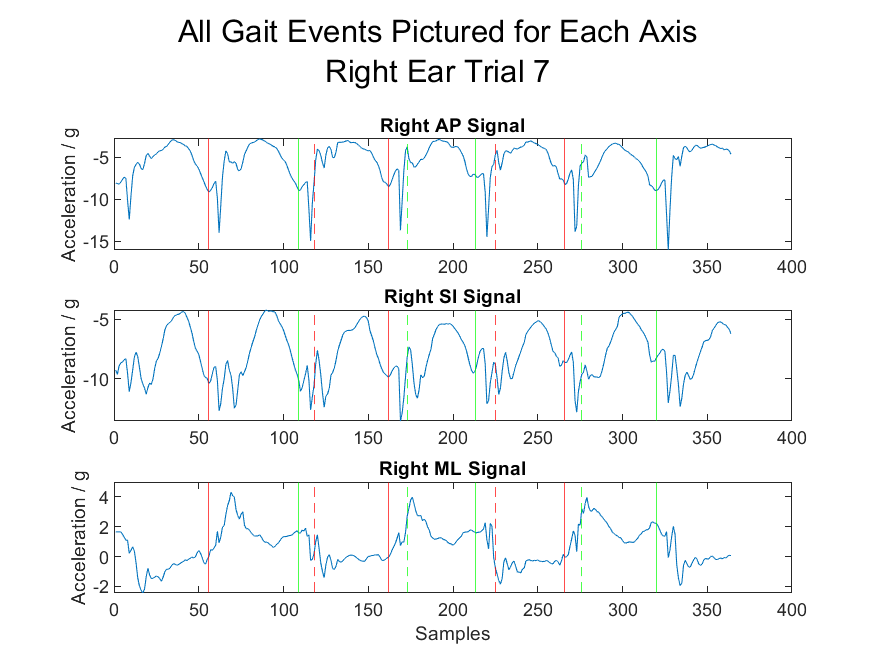 All Gait Events Pictured for Each Axis
Right Ear Trial 7
Right AP Signal
Acceleration / g
-5
-10
-15
0 50 100 150 200 250 300 350 400
Right SI Signal
Acceleration / g
-5
-10
0 50 100 150 200 250 300 350 400
Right ML Signal
Acceleration / g
4
2
0
-2
0 50 100 150 200 250 300 350 400
Samples